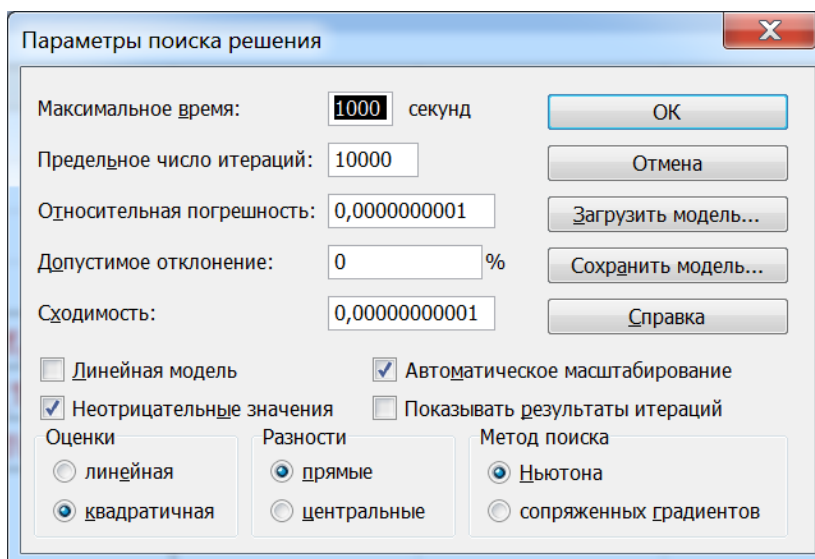 Параметры поиска решения
X
Максимальное время: 1000 секунд OK
Предельное число итераций: 10000 Отмена
Относительная погрешность: 0,0000000001 Загрузить модель...
Допустимое отклонение: 0 % Сохранить модель...
Сходимость: 0,00000000001 Справка
Линейная модель Автоматическое масштабирование
Неотрицательные значения Показывать результаты итераций
Оценки Разности Метод поиска
линейная прямые Ньютона
квадратичная центральные сопряженных градиентов